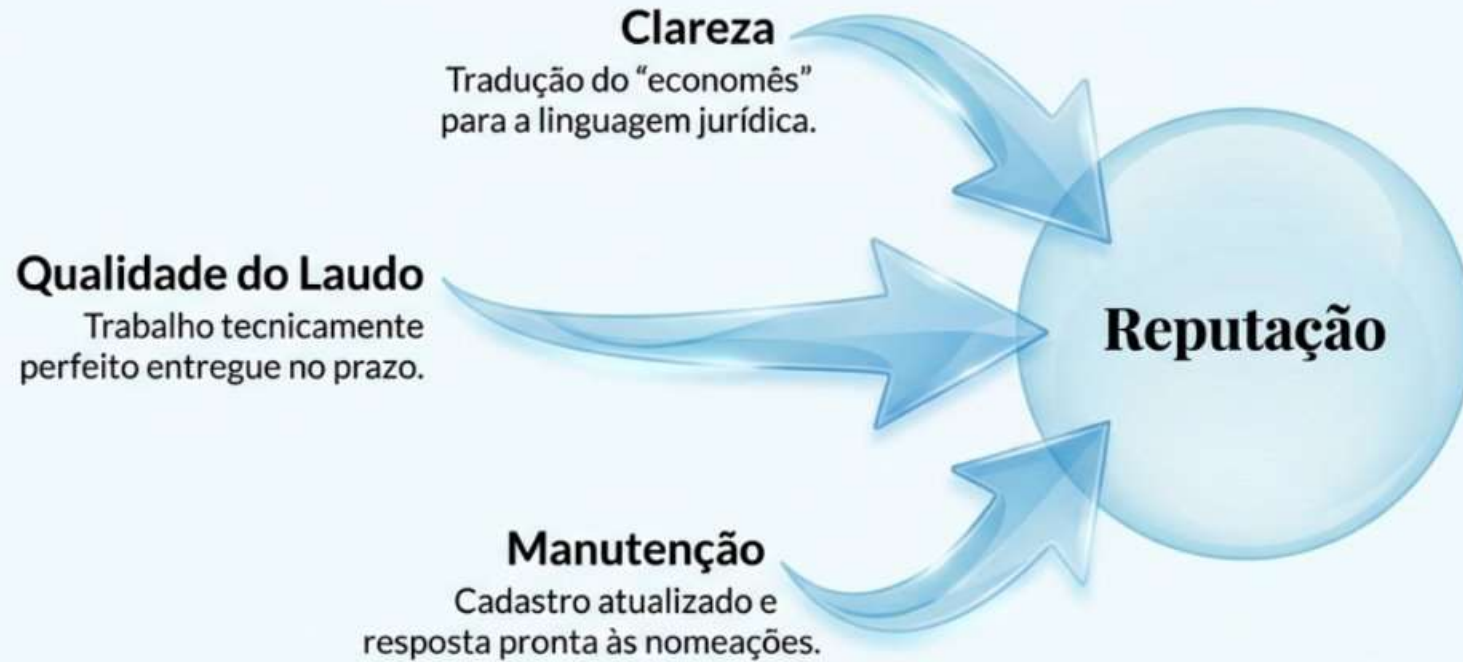 Clareza
Tradução do “economês”
para a linguagem jurídica.
Qualidade do Laudo
Trabalho tecnicamente
perfeito entregue no prazo.
Manutenção
Cadastro atualizado e
resposta pronta às nomeações.
Reputação